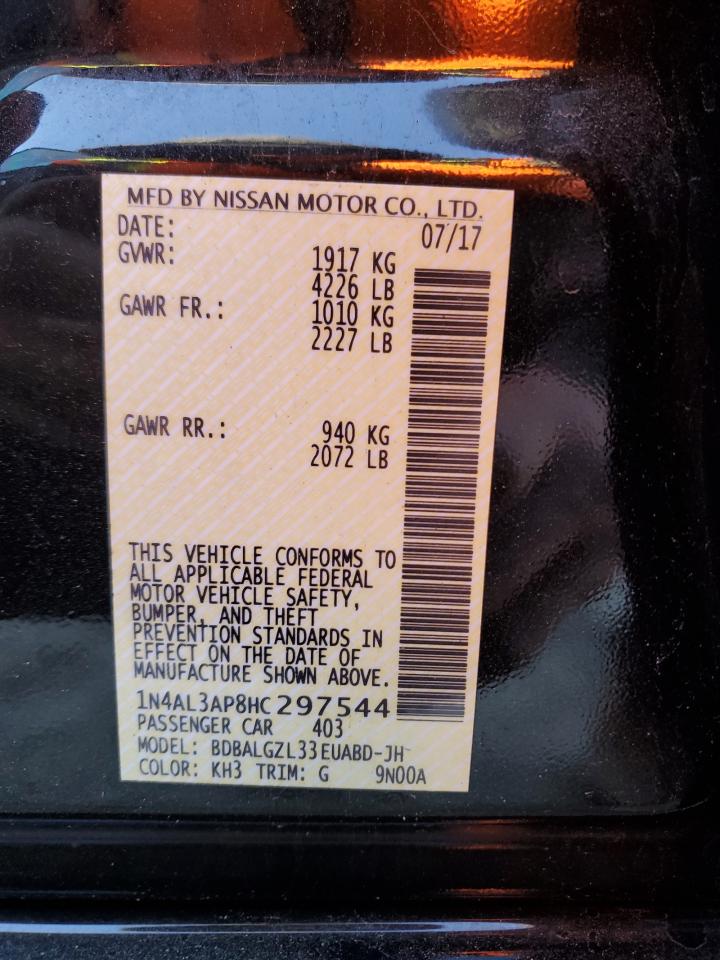 MFD BY NISSAN MOTOR CO., LTD.
DATE: 07/17
GVWR: 1917 KG
4226 LB
GAWR FR.: 1010 KG
2227 LB
GAWR RR.: 940 KG
2072 LB
THIS VEHICLE CONFORMS TO
ALL APPLICABLE FEDERAL
MOTOR VEHICLE SAFETY,
BUMPER, AND THEFT
PREVENTION STANDARDS IN
EFFECT ON THE DATE OF
MANUFACTURE SHOWN ABOVE.
1N4AL3AP8HC297544
PASSENGER CAR 403
MODEL: BDBALGZL33EUABD-JH
COLOR: KH3 TRIM: G 9N00A